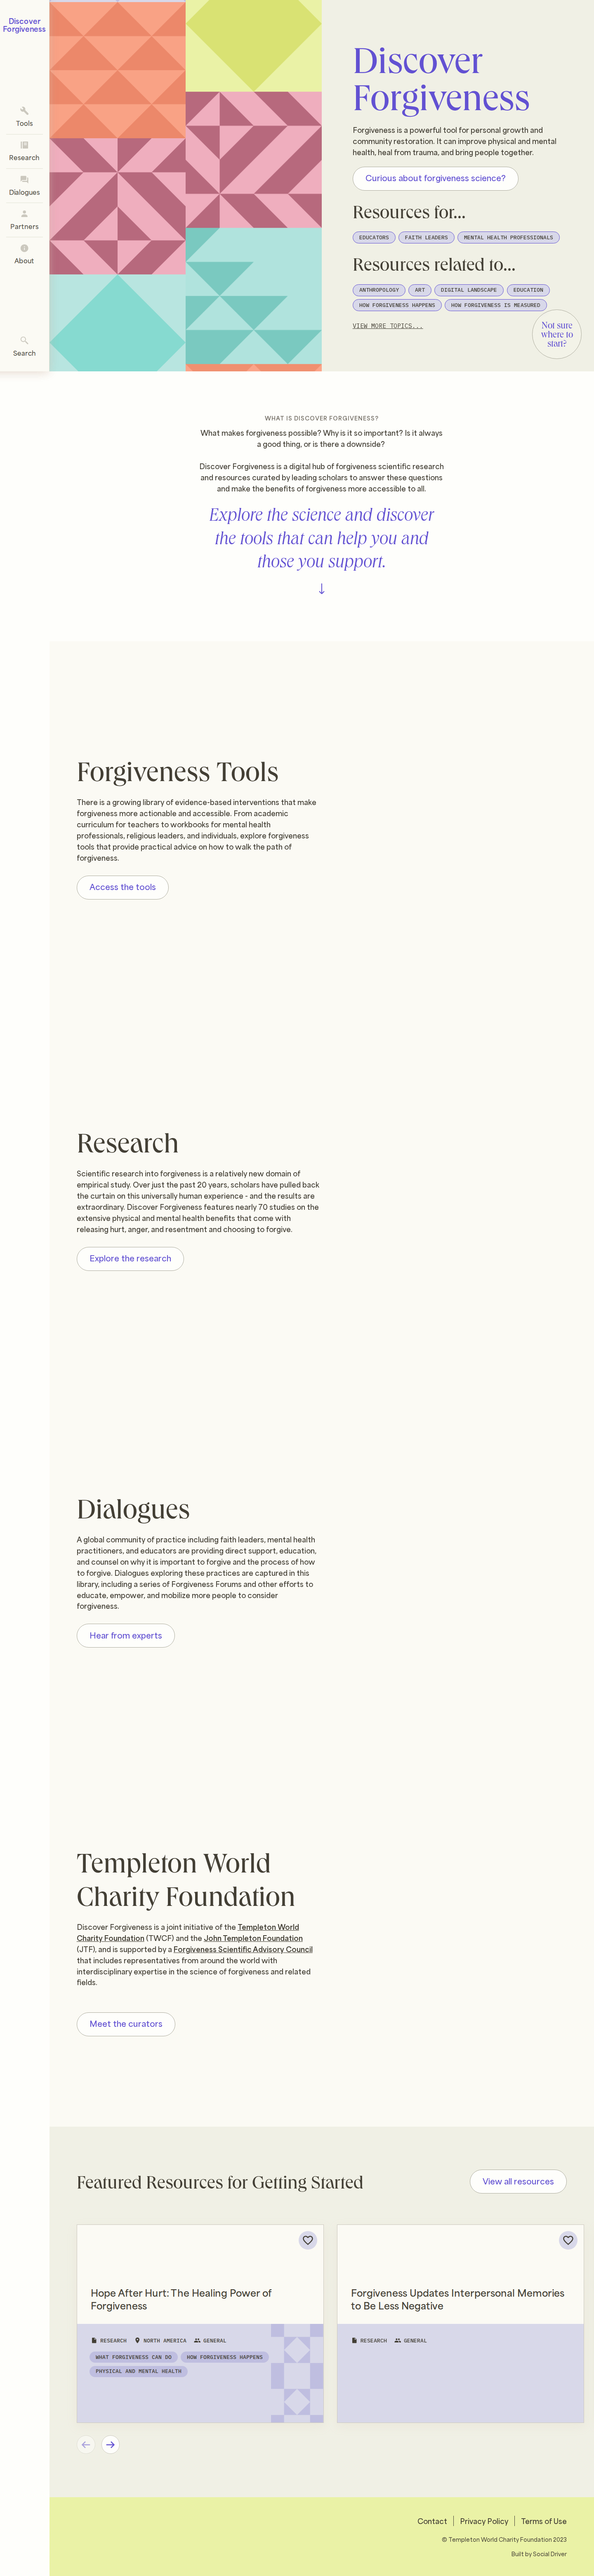 Discover
Forgiveness
Tools
Research
Dialogues
Partners
About
Search
Discover
Forgiveness
Forgiveness is a powerful tool for personal growth and
community restoration. It can improve physical and mental
health, heal from trauma, and bring people together.
Curious about forgiveness science?
Resources for...
EDUCATORS
FAITH LEADERS
MENTAL HEALTH PROFESSIONALS
Resources related to...
ANTHROPOLOGY
ART
DIGITAL LANDSCAPE
EDUCATION
HOW FORGIVENESS HAPPENS
HOW FORGIVENESS IS MEASURED
VIEW MORE TOPICS...
Not sure
where to
start?
WHAT IS DISCOVER FORGIVENESS?
What makes forgiveness possible? Why is it so important? Is it always
a good thing, or is there a downside?
Discover Forgiveness is a digital hub of forgiveness scientific research
and resources curated by leading scholars to answer these questions
and make the benefits of forgiveness more accessible to all.
Explore the science and discover
the tools that can help you and
those you support.
Forgiveness Tools
There is a growing library of evidence-based interventions that make
forgiveness more actionable and accessible. From academic
curriculum for teachers to workbooks for mental health
professionals, religious leaders, and individuals, explore forgiveness
tools that provide practical advice on how to walk the path of
forgiveness.
Access the tools
Research
Scientific research into forgiveness is a relatively new domain of
empirical study. Over just the past 20 years, scholars have pulled back
the curtain on this universally human experience - and the results are
extraordinary. Discover Forgiveness features nearly 70 studies on the
extensive physical and mental health benefits that come with
releasing hurt, anger, and resentment and choosing to forgive.
Explore the research
Dialogues
A global community of practice including faith leaders, mental health
practitioners, and educators are providing direct support, education,
and counsel on why it is important to forgive and the process of how
to forgive. Dialogues exploring these practices are captured in this
library, including a series of Forgiveness Forums and other efforts to
educate, empower, and mobilize more people to consider
forgiveness.
Hear from experts
Templeton World
Charity Foundation
Discover Forgiveness is a joint initiative of the Templeton World
Charity Foundation (TWCF) and the John Templeton Foundation
(JTF), and is supported by a Forgiveness Scientific Advisory Council
that includes representatives from around the world with
interdisciplinary expertise in the science of forgiveness and related
fields.
Meet the curators
Featured Resources for Getting Started
View all resources
Hope After Hurt: The Healing Power of
Forgiveness
RESEARCH
NORTH AMERICA
GENERAL
WHAT FORGIVENESS CAN DO
HOW FORGIVENESS HAPPENS
PHYSICAL AND MENTAL HEALTH
Forgiveness Updates Interpersonal Memories
to Be Less Negative
RESEARCH
GENERAL
Contact
Privacy Policy
Terms of Use
© Templeton World Charity Foundation 2023
Built by Social Driver